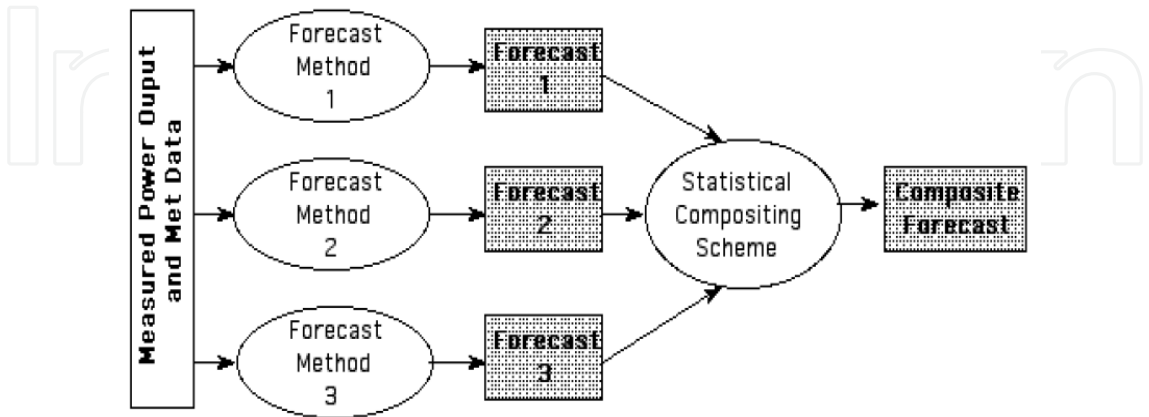 Measured Power Ouput
and Met Data
Forecast
Method
1
Forecast
1
Forecast
Method
2
Forecast
2
Statistical
Compositing
Scheme
Composite
Forecast
Forecast
Method
3
Forecast
3